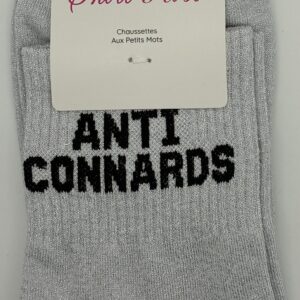 Chaussettes
Aux Petits Mots
ANTI
CONNARDS